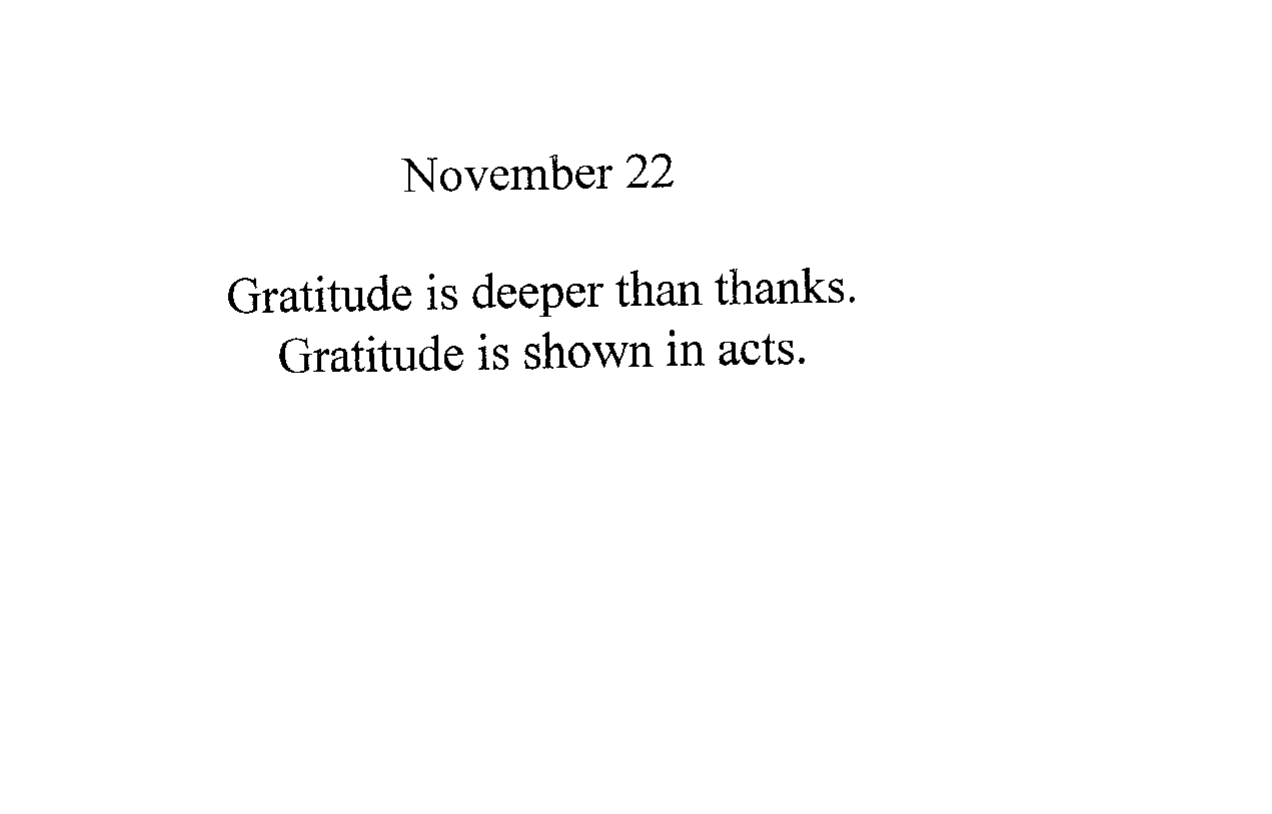 November 22
Gratitude is deeper than thanks.
Gratitude is shown in acts.